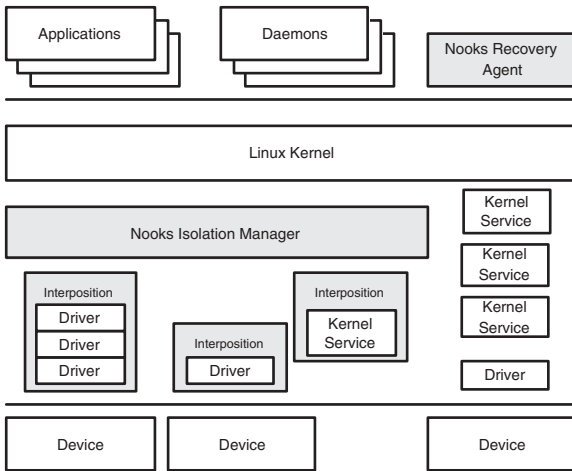 Applications
Daemons
Nooks Recovery
Agent
Linux Kernel
Nooks Isolation Manager
Kernel
Service
Kernel
Service
Kernel
Service
Driver
Interposition
Driver
Driver
Driver
Interposition
Driver
Interposition
Kernel
Service
Device
Device
Device